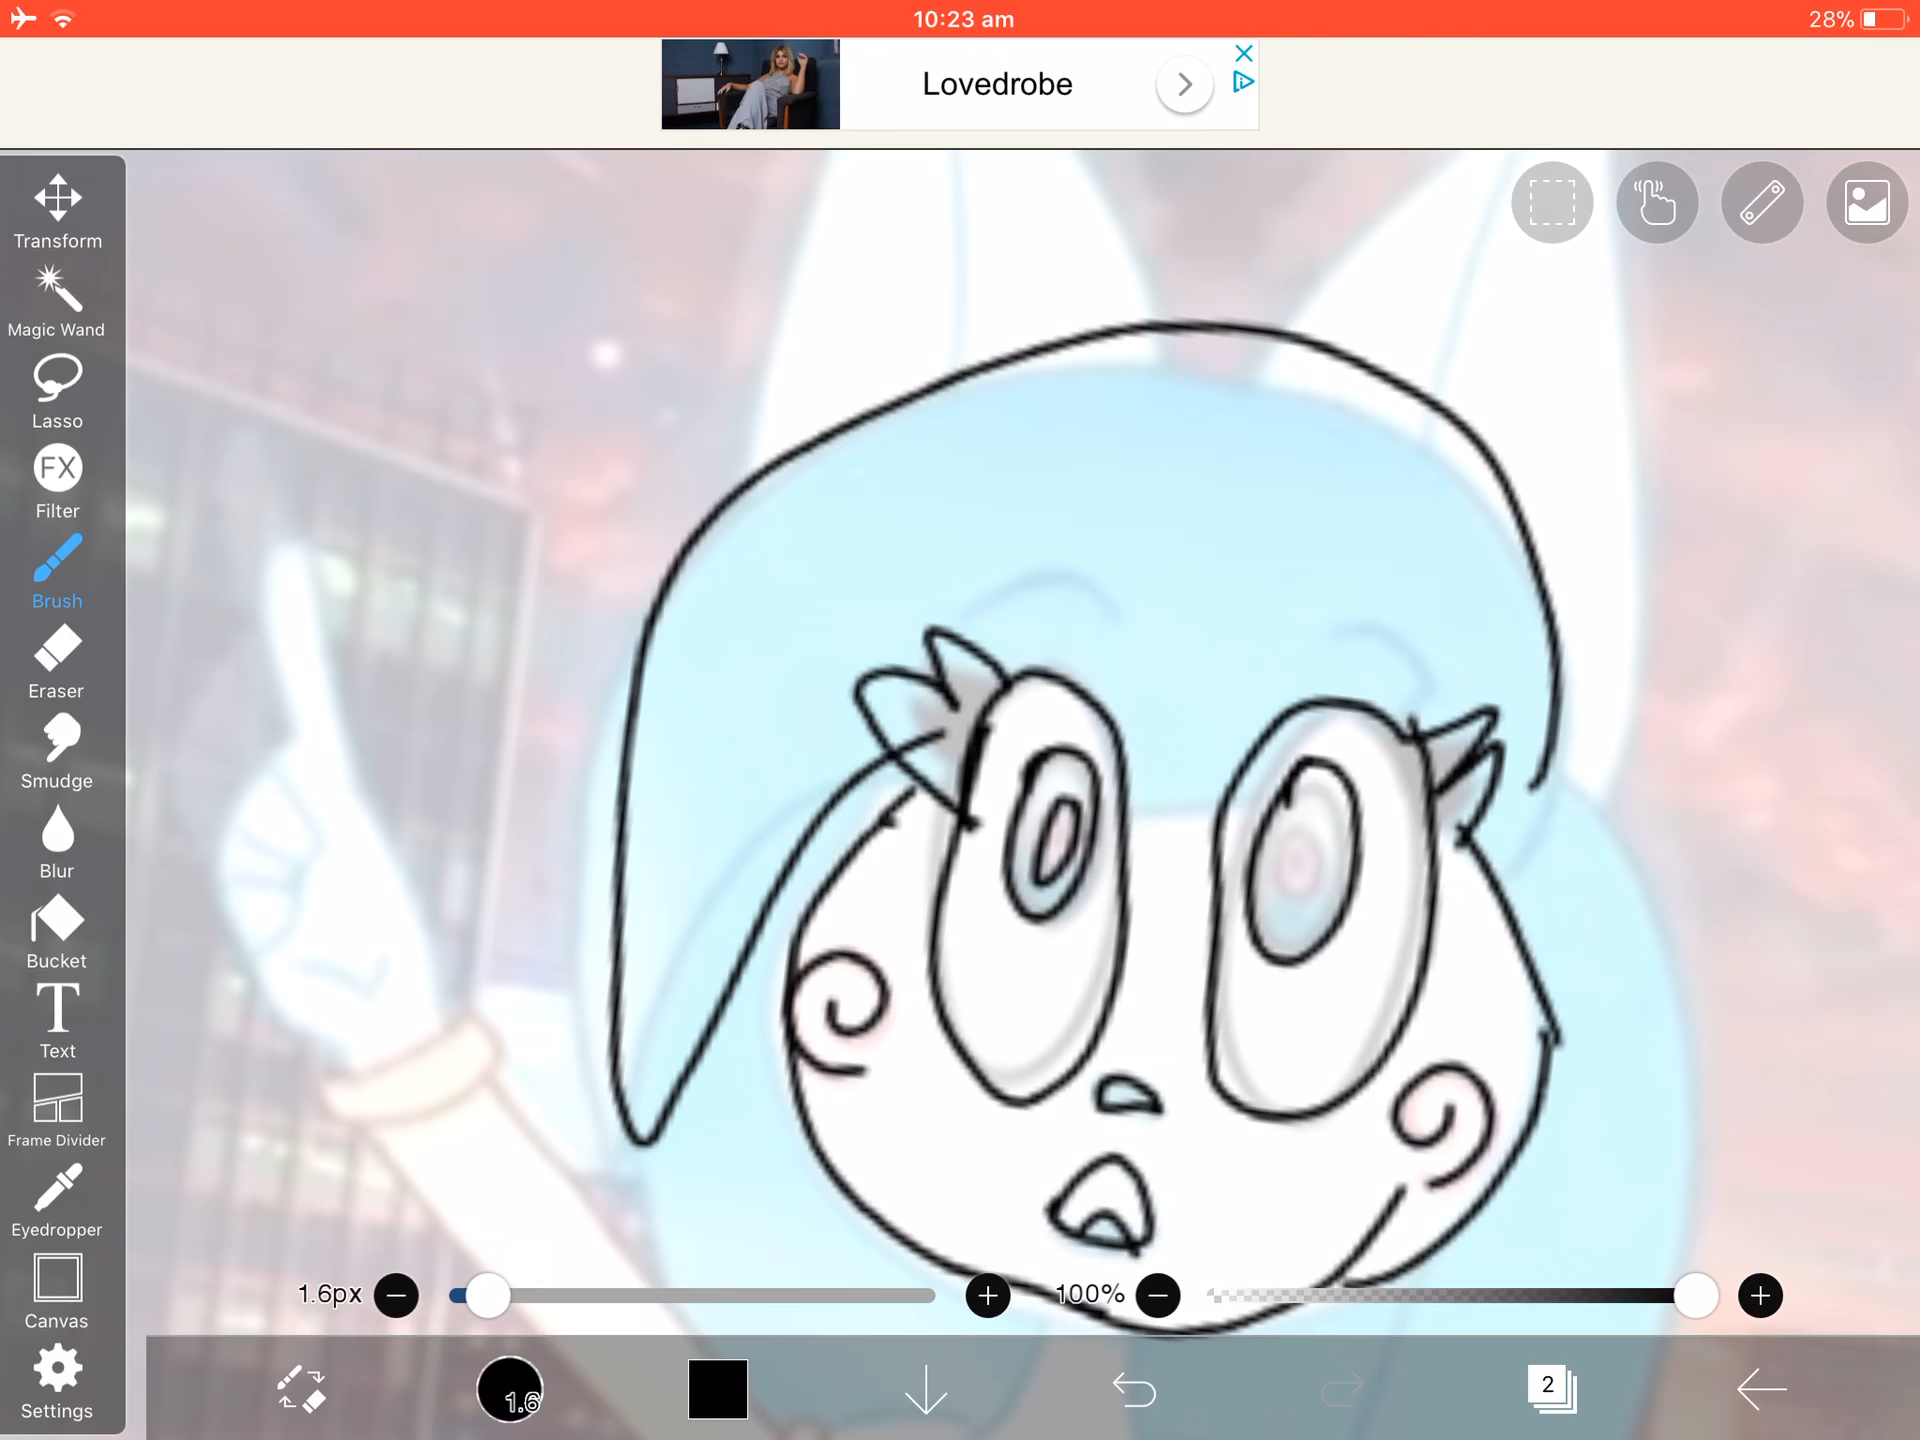 10:23 am
28%
Lovedrobe
Transform
Magic Wand
Lasso
FX
Filter
Brush
Eraser
Smudge
Blur
Bucket
T
Text
Frame Divider
Eyedropper
Canvas
Settings
1.6px
100%
1.6
2